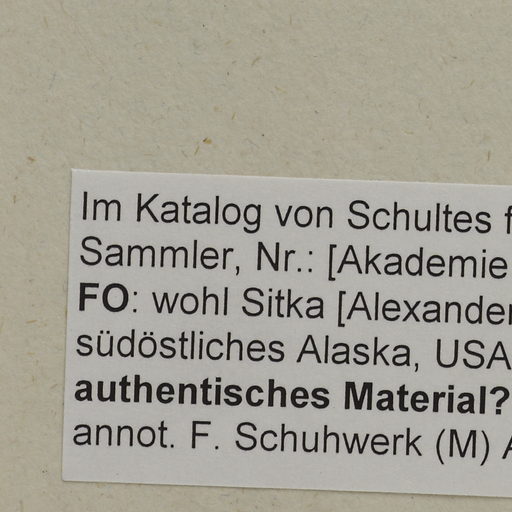 Im Katalog von Schultes f
Sammler, Nr.: [Akademie
FO: wohl Sitka [Alexander
südöstliches Alaska, USA
authentisches Material?
annot. F. Schuhwerk (M) A